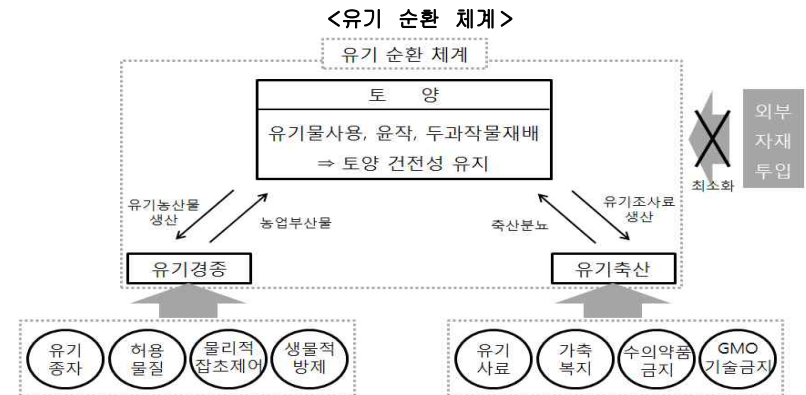 <유기 순환 체계>
유기 순환 체계
토 양
유기물사용, 윤작, 두과작물재배
⇒ 토양 건전성 유지
외부
자재
투입
최소화
유기농산물
생산
농업부산물
축산분뇨
유기조사료
생산
유기경종
유기축산
유기
종자
허용
물질
물리적
잡초제어
생물적
방제
유기
사료
가축
복지
수의약품
금지
GMO
기술금지